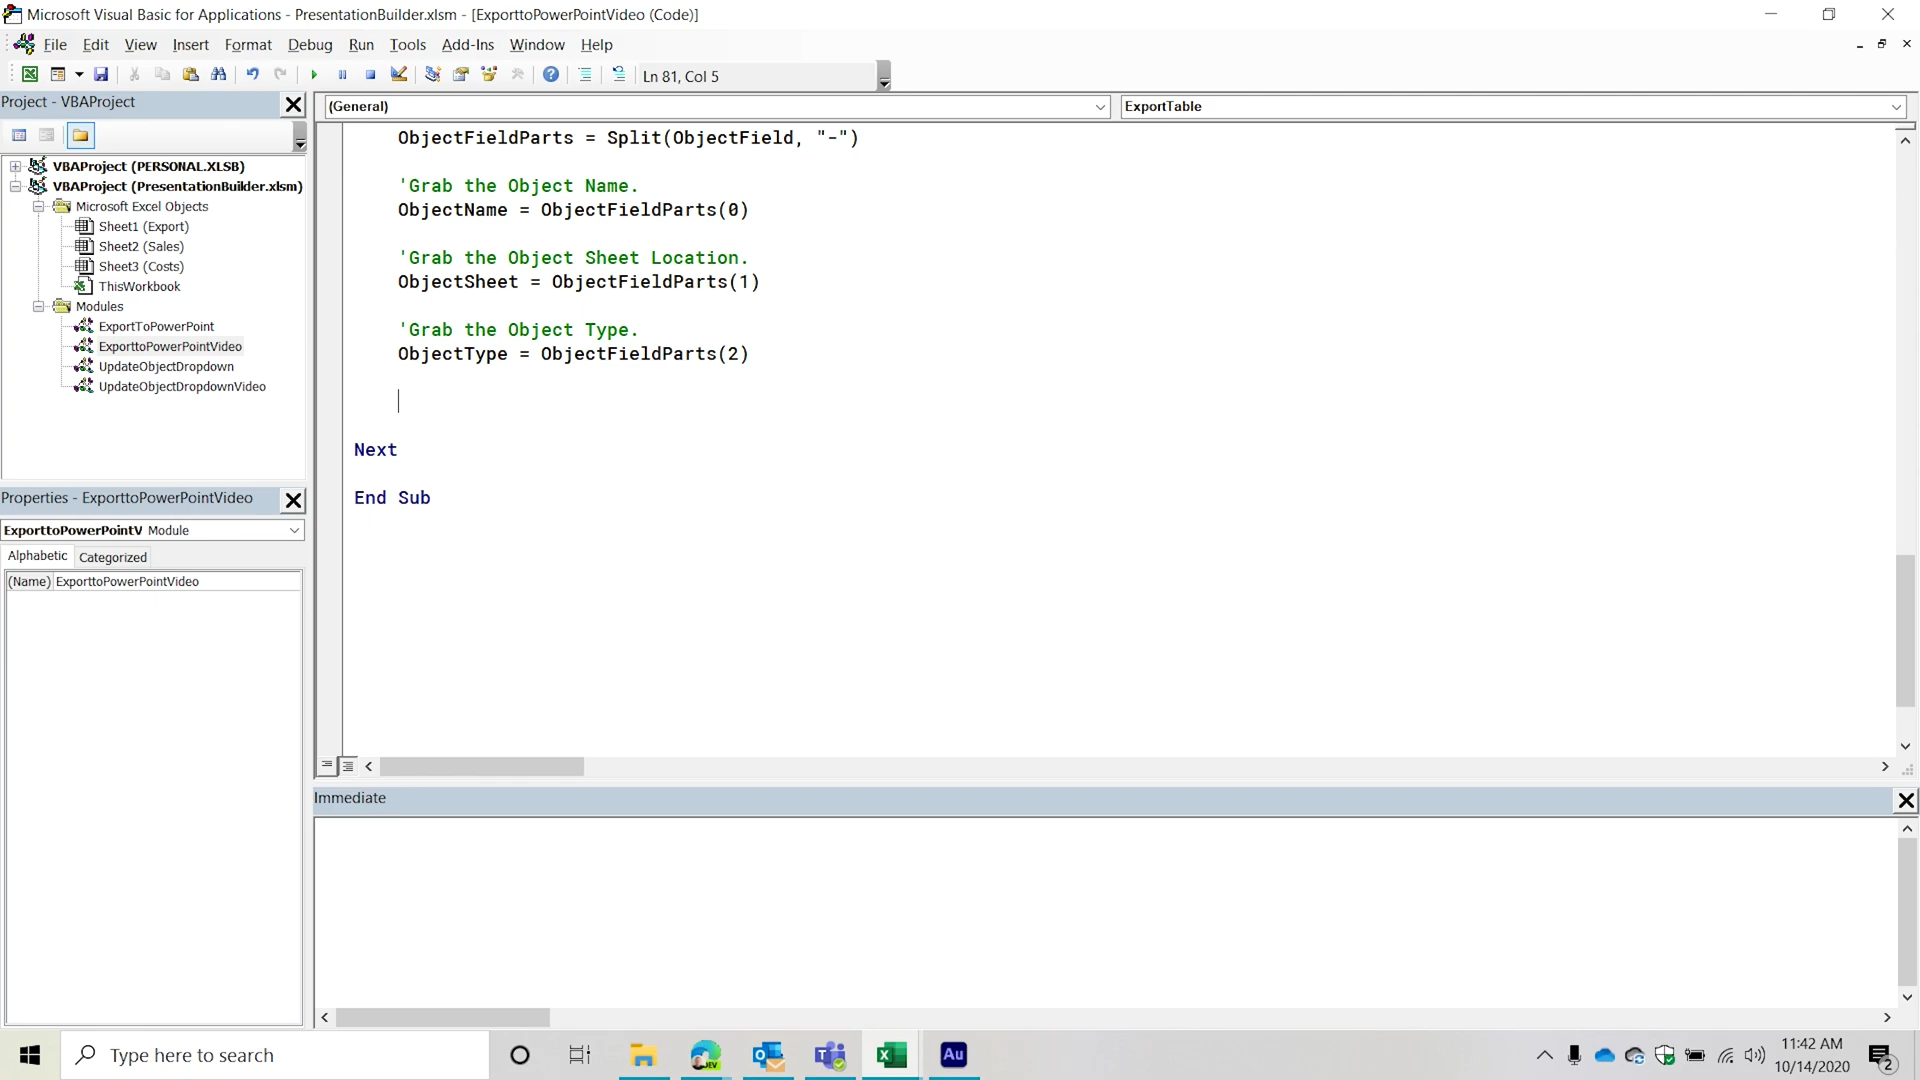 Microsoft Visual Basic for Applications - PresentationBuilder.xlsm - [ExporttoPowerPointVideo (Code)]
File Edit View Insert Format Debug Run Tools Add-Ins Window Help
Ln 81, Col 5
Project - VBAProject
(General)
ExportTable
VBAProject (PERSONAL.XLSB)
VBAProject (PresentationBuilder.xlsm)
Microsoft Excel Objects
Sheet1 (Export)
Sheet2 (Sales)
Sheet3 (Costs)
ThisWorkbook
Modules
ExportToPowerPoint
ExporttoPowerPointVideo
UpdateObjectDropdown
UpdateObjectDropdownVideo
ObjectFieldParts = Split(ObjectField, "-")
'Grab the Object Name.
ObjectName = ObjectFieldParts(0)
'Grab the Object Sheet Location.
ObjectSheet = ObjectFieldParts(1)
'Grab the Object Type.
ObjectType = ObjectFieldParts(2)
Next
End Sub
Properties - ExporttoPowerPointVideo
ExporttoPowerPointV Module
Alphabetic Categorized
(Name) ExporttoPowerPointVideo
Immediate
Type here to search
DEV
Au
11:42 AM
10/14/2020
2